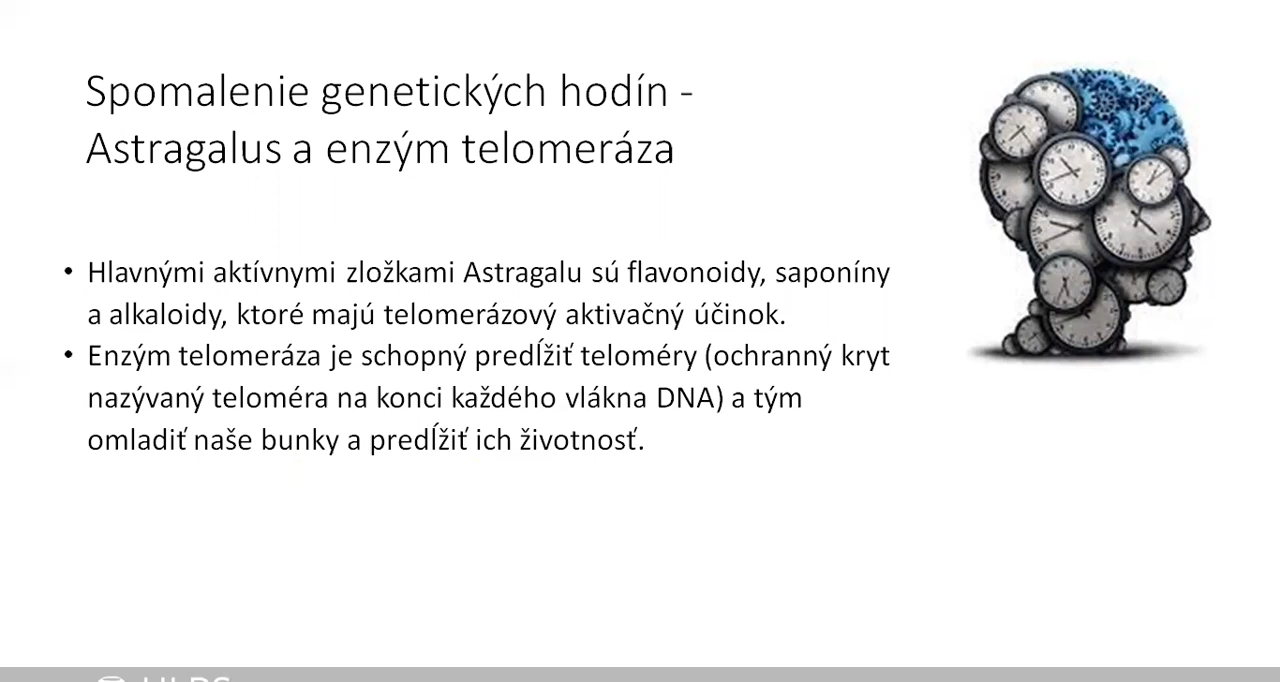 Spomalenie genetických hodín -
Astragalus a enzým telomeráza
• Hlavnými aktívnymi zložkami Astragalu sú flavonoidy, saponíny
a alkaloidy, ktoré majú telomerázový aktivačný účinok.
• Enzým telomeráza je schopný predĺžiť teloméry (ochranný kryt
nazývaný teloméra na konci každého vlákna DNA) a tým
omladiť naše bunky a predĺžiť ich životnosť.